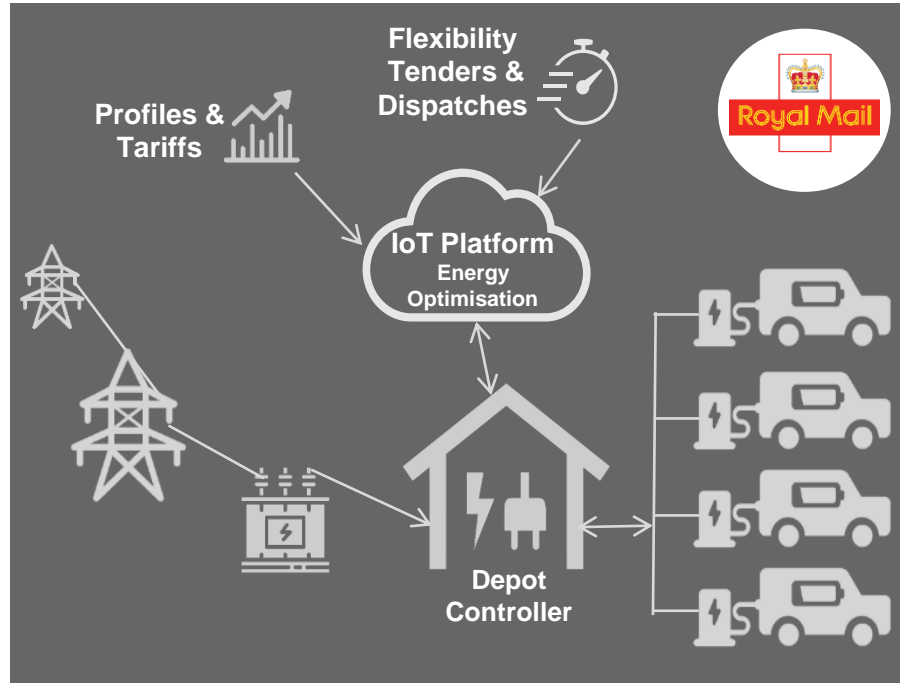 Flexibility
Tenders &
Dispatches
Profiles &
Tariffs
Royal Mail
IoT Platform
Energy
Optimisation
Depot
Controller